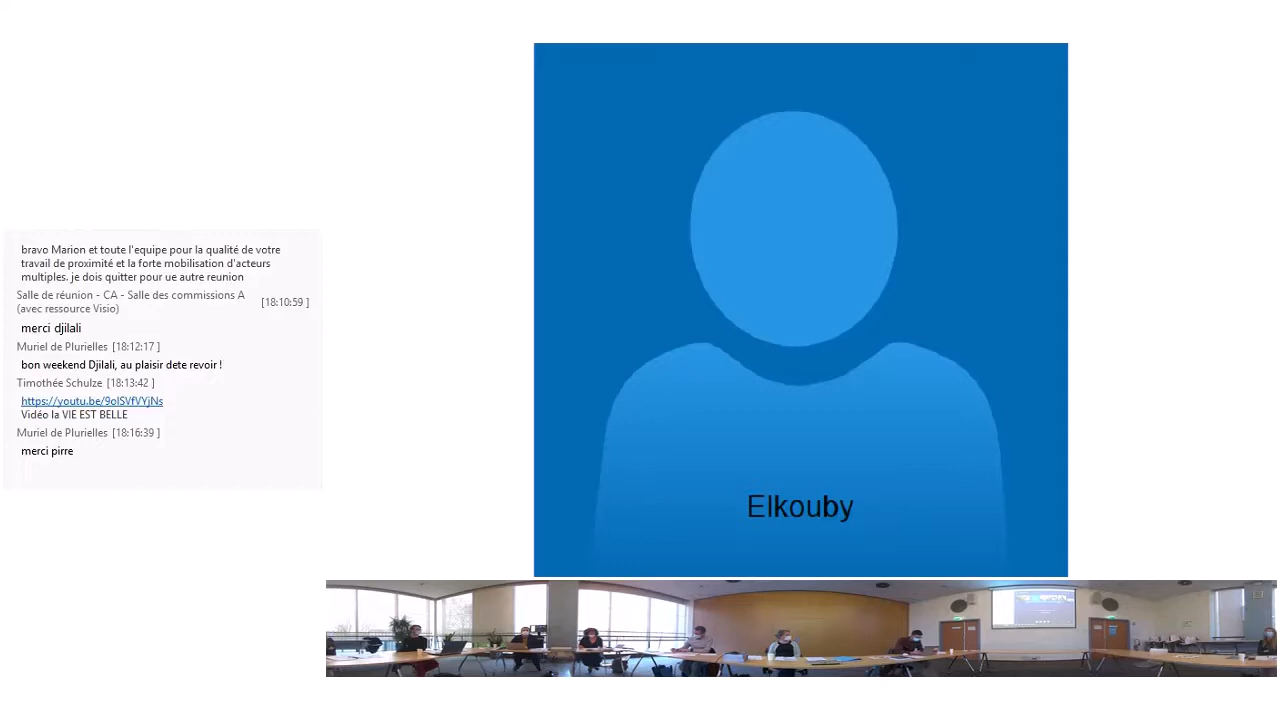 bravo Marion et toute l'equipe pour la qualité de votre
travail de proximité et la forte mobilisation d'acteurs
multiples. je dois quitter pour ue autre reunion
Salle de réunion - CA - Salle des commissions A
(avec ressource Visio) [18:10:59 ]
merci djilali
Muriel de Plurielles [18:12:17 ]
bon weekend Djilali, au plaisir dete revoir !
Timothée Schulze [18:13:42 ]
https://youtu.be/9olSVfVYjNs
Vidéo la VIE EST BELLE
Muriel de Plurielles [18:16:39 ]
merci pirre
Elkouby